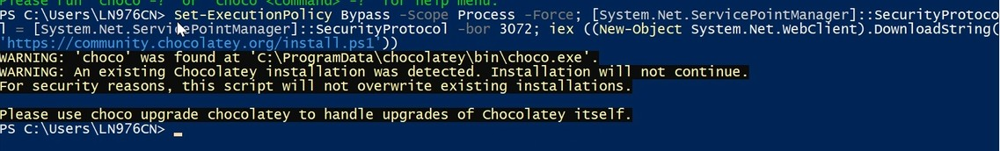 Please run 'choco -?' or 'choco <command> -?' for help menu.
PS C:\Users\LN976CN> Set-ExecutionPolicy Bypass -Scope Process -Force; [System.Net.ServicePointManager]::SecurityProtoco
l = [System.Net.ServicePointManager]::SecurityProtocol -bor 3072; iex ((New-Object System.Net.WebClient).DownloadString(
'https://community.chocolatey.org/install.ps1'))
WARNING: 'choco' was found at 'C:\ProgramData\chocolatey\bin\choco.exe'.
WARNING: An existing Chocolatey installation was detected. Installation will not continue.
For security reasons, this script will not overwrite existing installations.
Please use choco upgrade chocolatey to handle upgrades of Chocolatey itself.
PS C:\Users\LN976CN> _